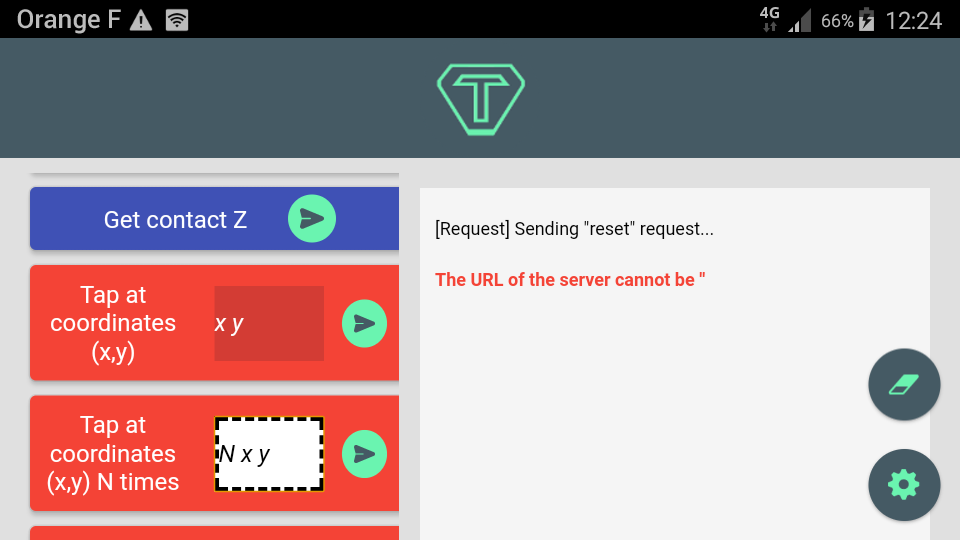 Orange F
4G
66%
12:24
T
Get contact Z
Tap at
coordinates
(x,y)
x y
Tap at
coordinates
(x,y) N times
N x y
[Request] Sending "reset" request...
The URL of the server cannot be ''